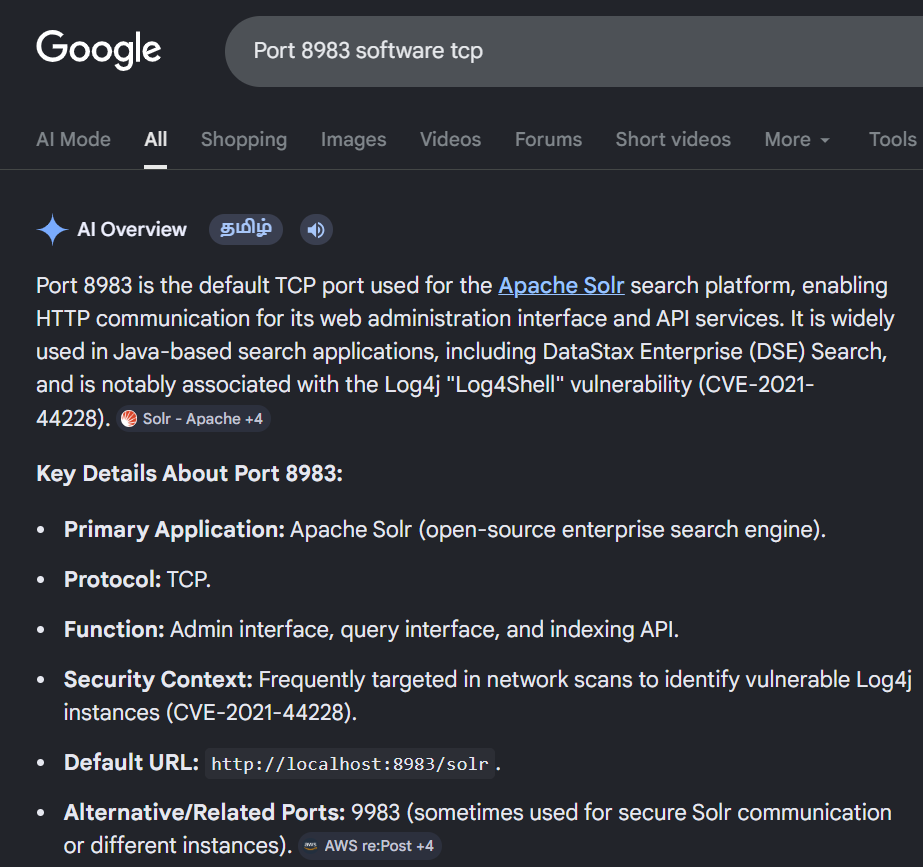 Google
Port 8983 software tcp
AI Mode All Shopping Images Videos Forums Short videos More Tools
AI Overview தமிழ்
Port 8983 is the default TCP port used for the Apache Solr search platform, enabling
HTTP communication for its web administration interface and API services. It is widely
used in Java-based search applications, including DataStax Enterprise (DSE) Search,
and is notably associated with the Log4j "Log4Shell" vulnerability (CVE-2021-
44228). Solr - Apache +4
Key Details About Port 8983:
• Primary Application: Apache Solr (open-source enterprise search engine).
• Protocol: TCP.
• Function: Admin interface, query interface, and indexing API.
• Security Context: Frequently targeted in network scans to identify vulnerable Log4j
instances (CVE-2021-44228).
• Default URL: http://localhost:8983/solr .
• Alternative/Related Ports: 9983 (sometimes used for secure Solr communication
or different instances). aws AWS re:Post +4